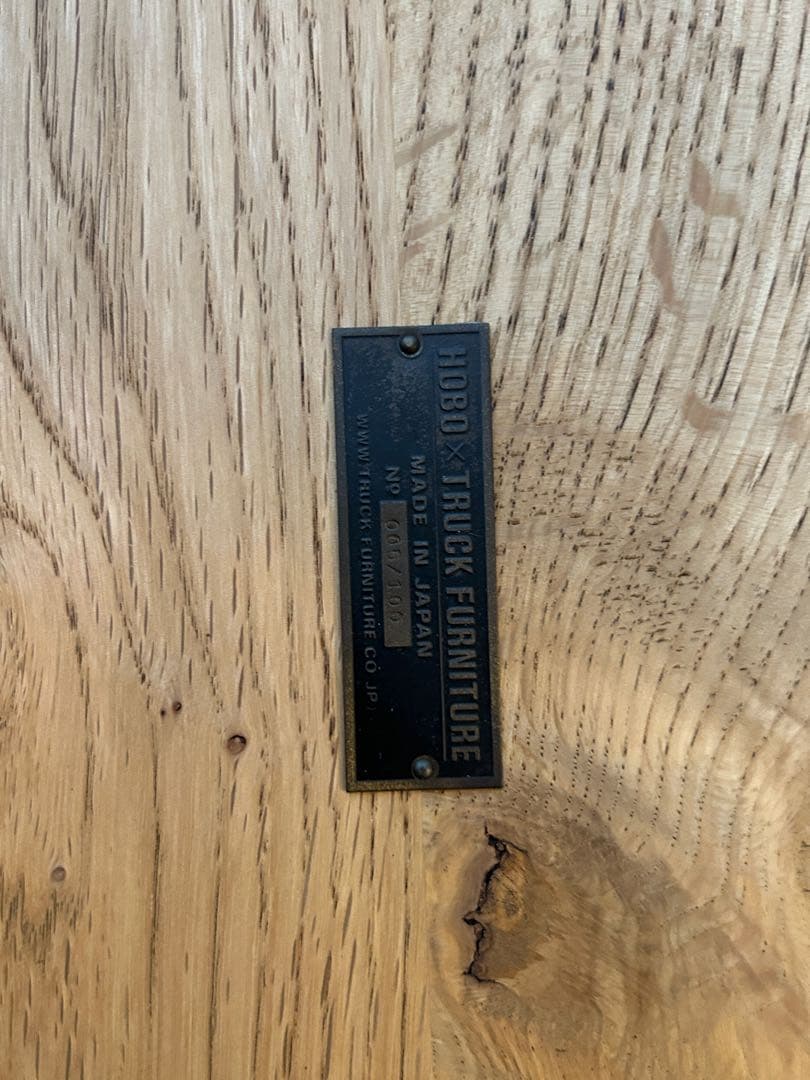 HOBO × TRUCK FURNITURE
MADE IN JAPAN
Nº
WWW.TRUCK FURNITURE.CO.JP/